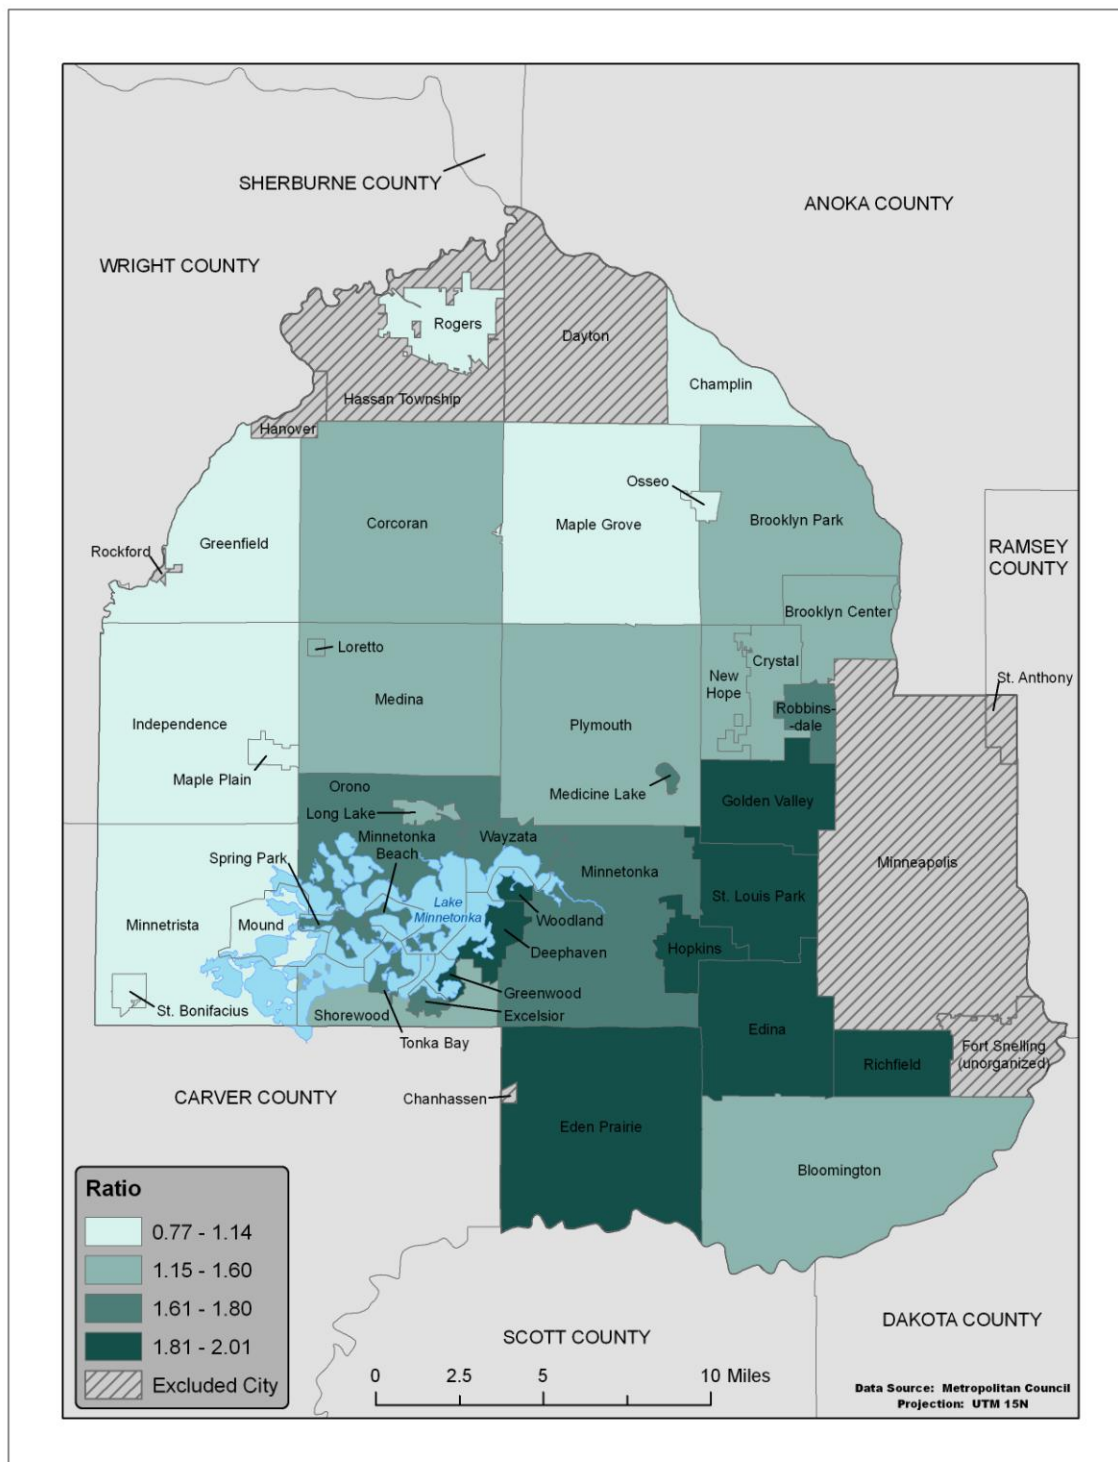 SHERBURNE COUNTY
ANOKA COUNTY
WRIGHT COUNTY
Rogers
Dayton
Champlin
Hassan Township
Hanover
Osseo
Corcoran
Maple Grove
Brooklyn Park
Greenfield
Rockford
RAMSEY
COUNTY
Brooklyn Center
Loretto
Crystal
New
Hope
St. Anthony
Medina
Independence
Plymouth
Robbins-
-dale
Maple Plain
Orono
Medicine Lake
Golden Valley
Long Lake
Minnetonka
Beach
Wayzata
Spring Park
Minnetonka
Minneapolis
Lake
Minnetonka
St. Louis Park
Minnetrista
Mound
Woodland
Deephaven
Hopkins
Greenwood
St. Bonifacius
Shorewood
Excelsior
Edina
Tonka Bay
Fort Snelling
(unorganized)
Richfield
CARVER COUNTY
Chanhassen
Eden Prairie
Bloomington
Ratio
0.77 - 1.14
1.15 - 1.60
1.61 - 1.80
1.81 - 2.01
Excluded City
SCOTT COUNTY
DAKOTA COUNTY
0 2.5 5 10 Miles
Data Source: Metropolitan Council
Projection: UTM 15N